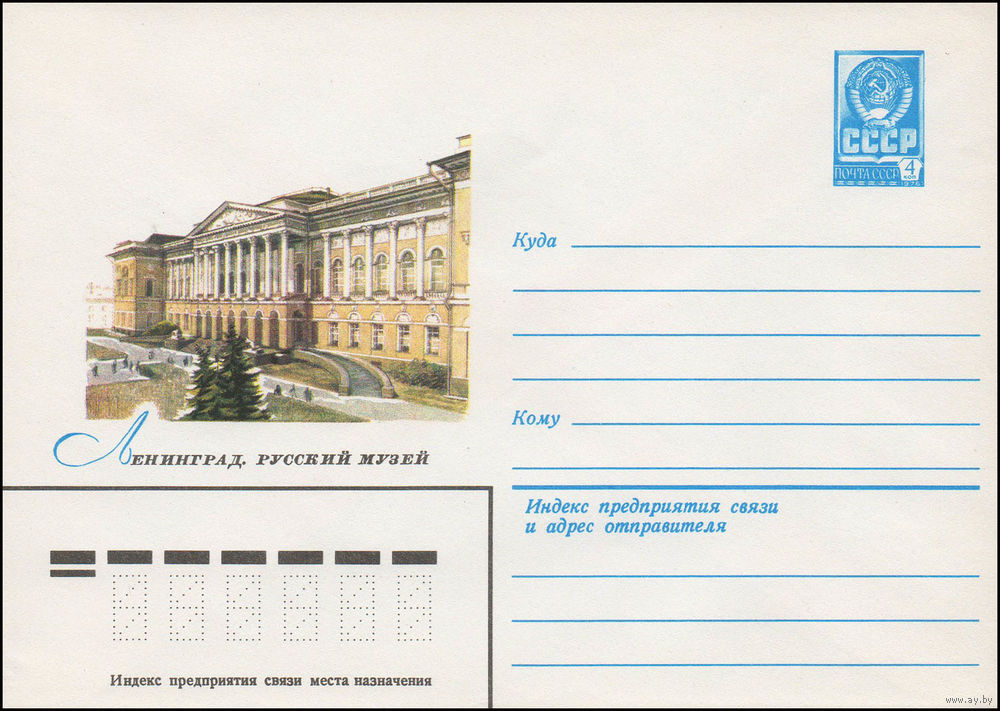 СССР
4
КОП
ПОЧТА СССР
1976
Куда
Кому
Ленинград. Русский музей
Индекс предприятия связи
и адрес отправителя
Индекс предприятия связи места назначения
www.ay.by